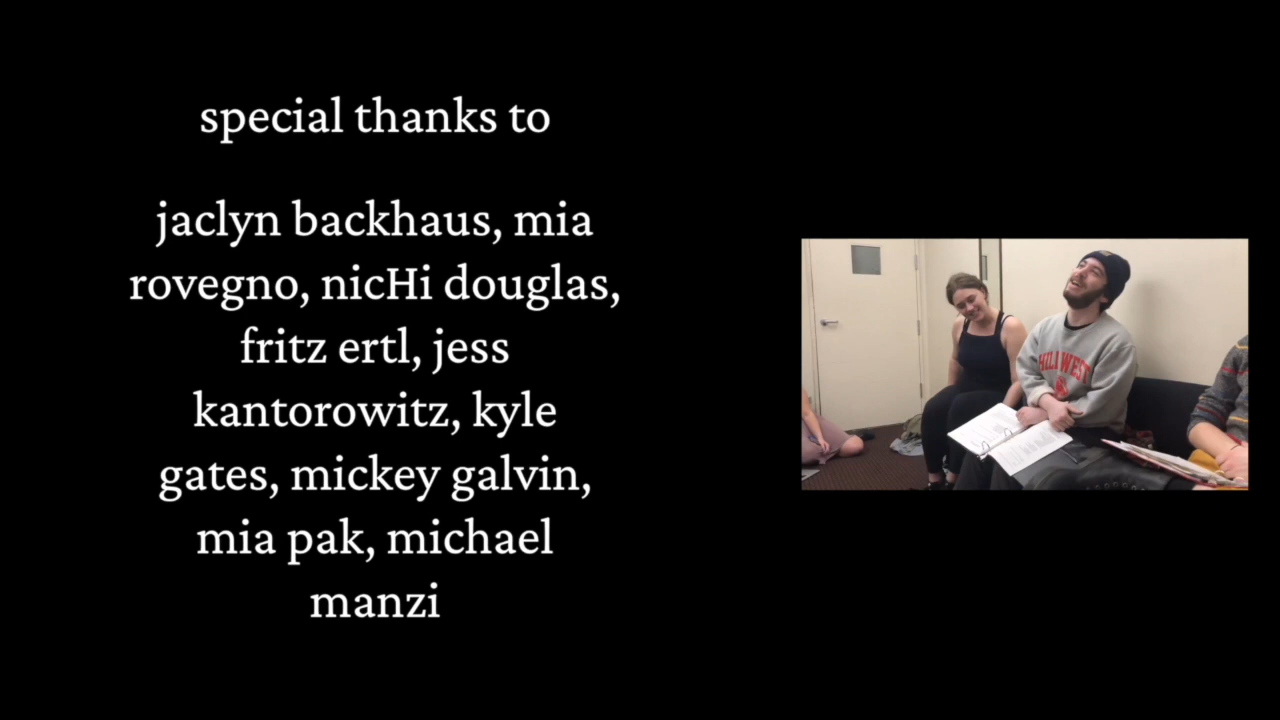 special thanks to
jaclyn backhaus, mia
rovegno, nicHi douglas,
fritz ertl, jess
kantorowitz, kyle
gates, mickey galvin,
mia pak, michael
manzi
WEST